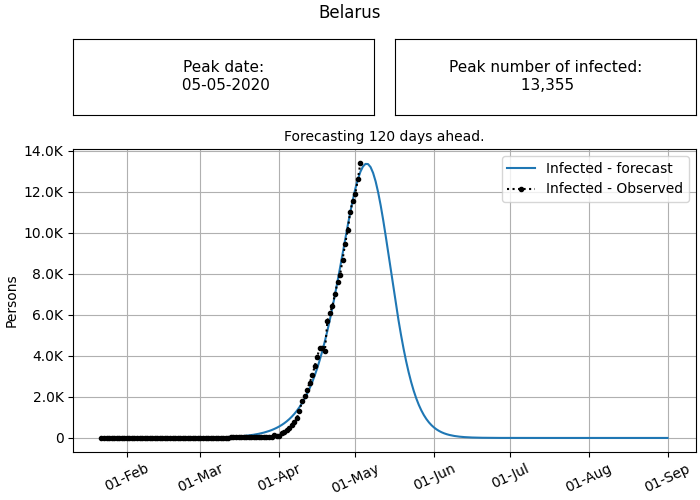 Belarus
Peak date:
05-05-2020
Peak number of infected:
13,355
Forecasting 120 days ahead.
14.0K
12.0K
10.0K
8.0K
6.0K
4.0K
2.0K
0
Persons
Infected - forecast
Infected - Observed
01-Feb
01-Mar
01-Apr
01-May
01-Jun
01-Jul
01-Aug
01-Sep